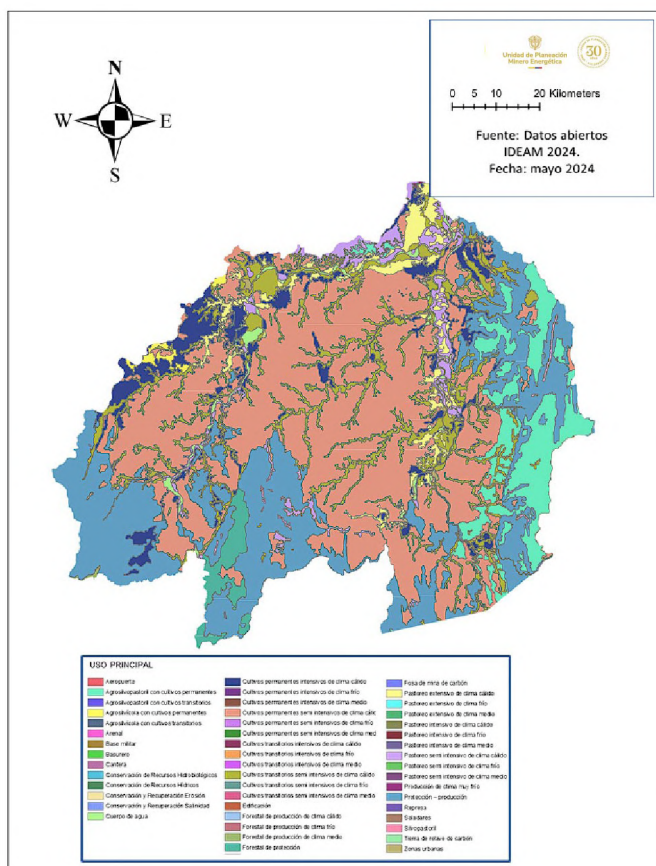 Unidad de Planeación
Minero Energética
30
0 5 10 20 Kilometers
Fuente: Datos abiertos
IDEAM 2024.
Fecha: mayo 2024
N
W E
S
USO PRINCIPAL
Aeropuerto
Agrosilvopastoril con cultivos permanentes
Agrosilvopastoril con cultivos transitorios
Agrosilvícola con cultivos permanentes
Agrosilvícola con cultivos transitorios
Arenal
Base militar
Basurero
Cantera
Conservación de Recursos Hidrobiológicos
Conservación de Recursos Hídricos
Conservación y Recuperación Erosión
Conservación y Recuperación Salinidad
Cuerpo de agua
Cultivos permanentes intensivos de clima cálido
Cultivos permanentes intensivos de clima frío
Cultivos permanentes intensivos de clima medio
Cultivos permanentes semi intensivos de clima cálic
Cultivos permanentes semi intensivos de clima frío
Cultivos permanentes semi intensivos de clima med
Cultivos transitorios intensivos de clima cálido
Cultivos transitorios intensivos de clima frío
Cultivos transitorios intensivos de clima medio
Cultivos transitorios semi intensivos de clima cálido
Cultivos transitorios semi intensivos de clima frío
Cultivos transitorios semi intensivos de clima medio
Edificación
Forestal de producción de clima cálido
Forestal de producción de clima frío
Forestal de producción de clima medio
Forestal de protección
Fosa de mina de carbón
Pastoreo extensivo de clima cálido
Pastoreo extensivo de clima frío
Pastoreo extensivo de clima medio
Pastoreo intensivo de clima cálido
Pastoreo intensivo de clima frío
Pastoreo intensivo de clima medio
Pastoreo semi intensivo de clima cálido
Pastoreo semi intensivo de clima frío
Pastoreo semi intensivo de clima medio
Producción de clima muy frío
Protección - producción
Represa
Saladares
Silvopastoril
Tierra de relave de carbón
Zonas urbanas